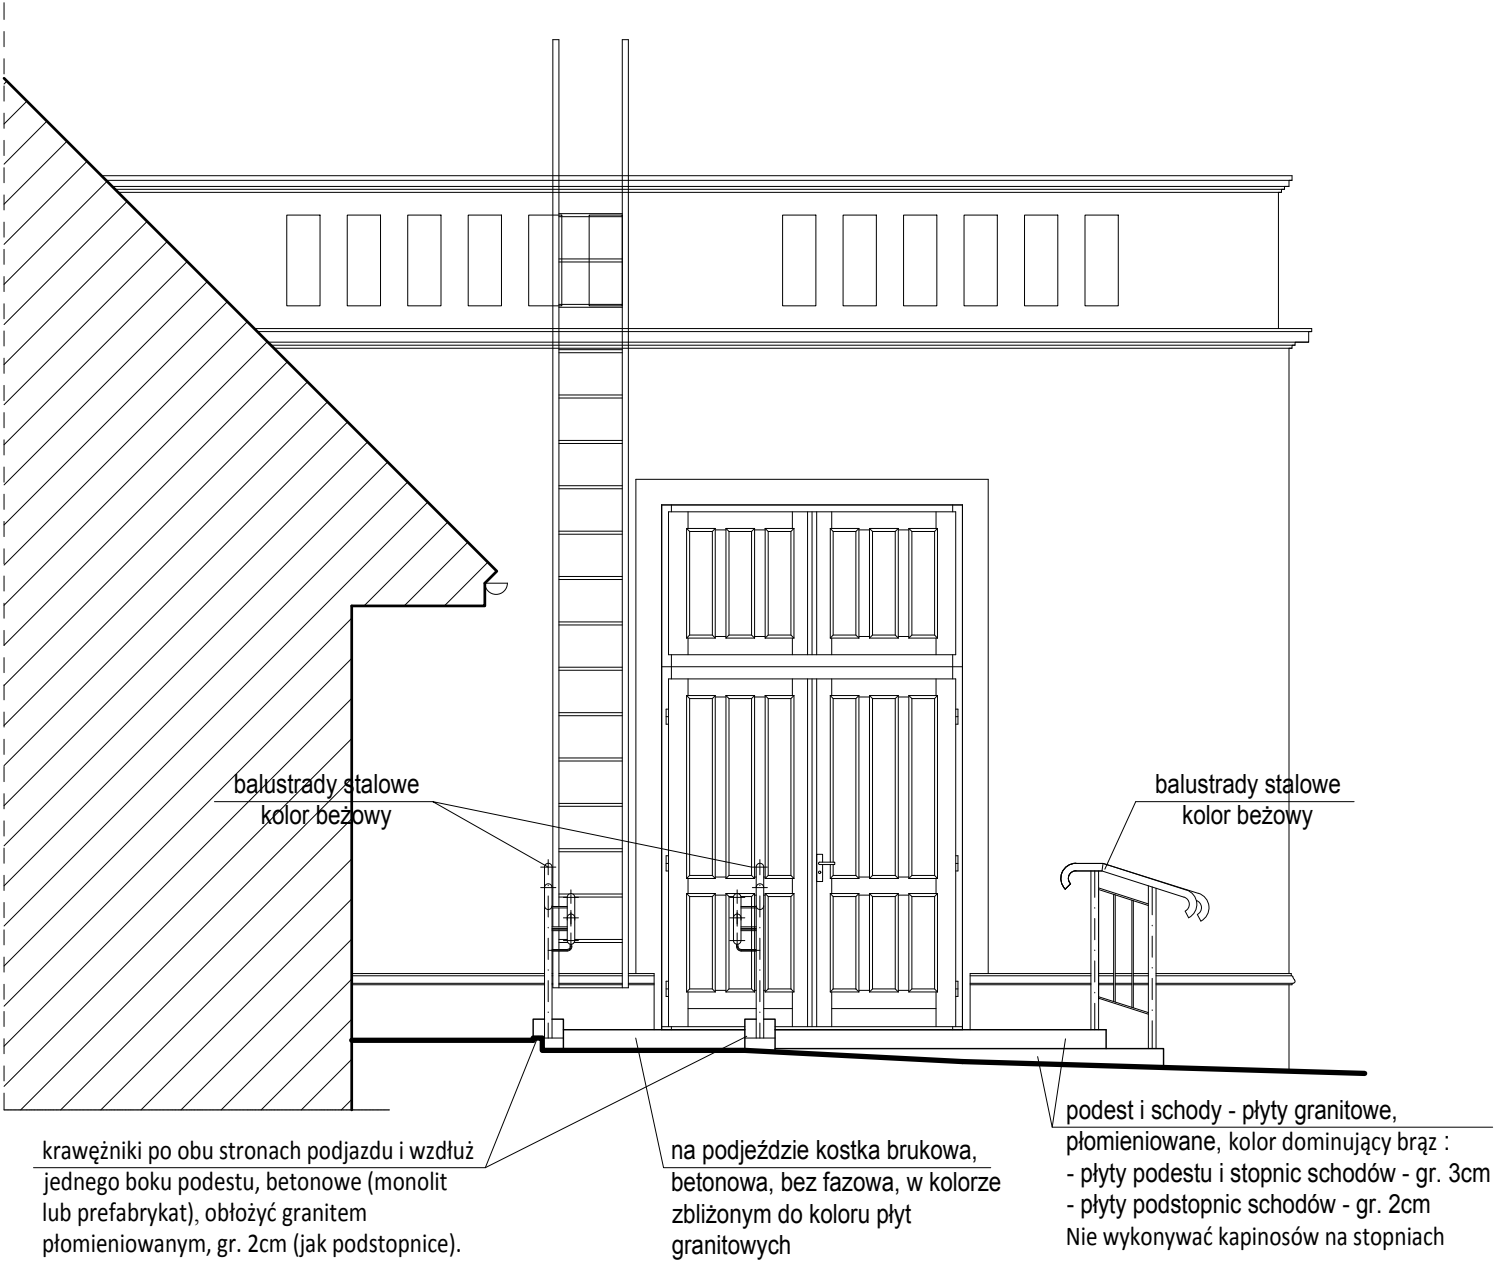 balustrady stalowe
kolor beżowy
balustrady stalowe
kolor beżowy
krawężniki po obu stronach podjazdu i wzdłuż
jednego boku podestu, betonowe (monolit
lub prefabrykat), obłożyć granitem
płomieniowanym, gr. 2cm (jak podstopnice).
na podjeździe kostka brukowa,
betonowa, bez fazowa, w kolorze
zbliżonym do koloru płyt
granitowych
podest i schody - płyty granitowe,
płomieniowane, kolor dominujący brąz :
- płyty podestu i stopnic schodów - gr. 3cm
- płyty podstopnic schodów - gr. 2cm
Nie wykonywać kapinosów na stopniach